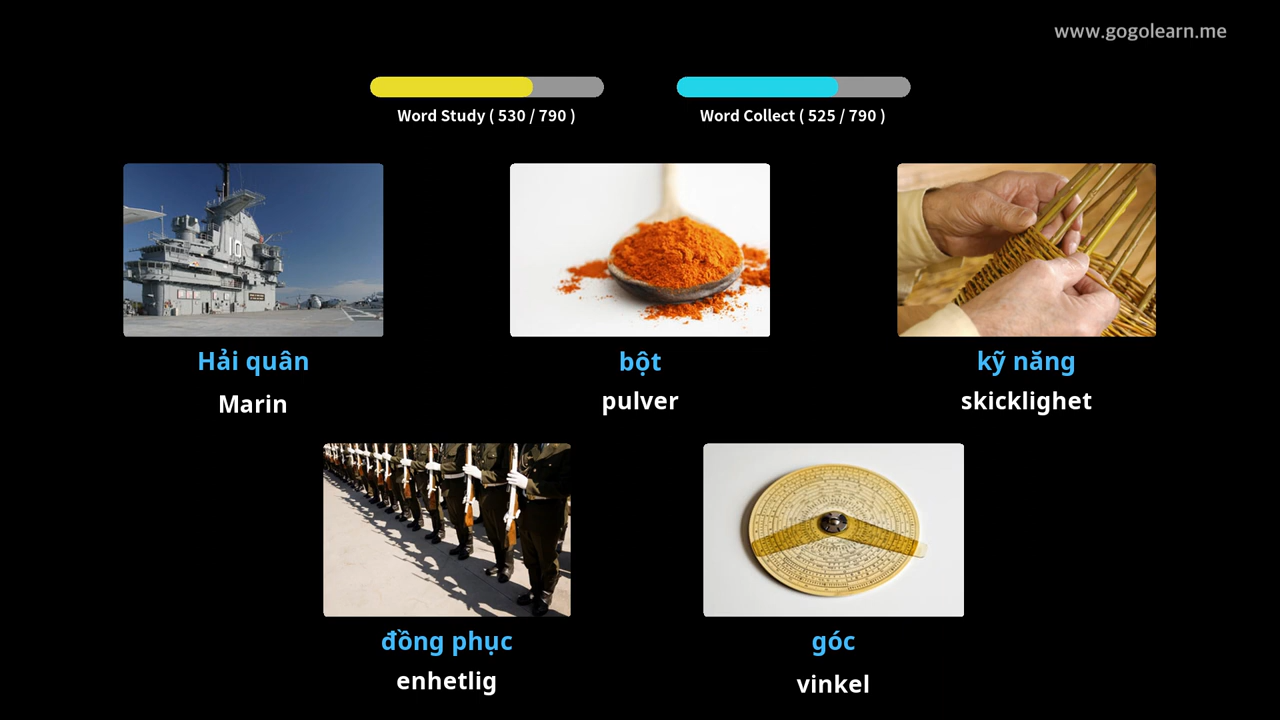 www.gogolearn.me
Word Study ( 530 / 790 )
Word Collect ( 525 / 790 )
Hải quân
Marin
bột
pulver
kỹ năng
skicklighet
đồng phục
enhetlig
góc
vinkel